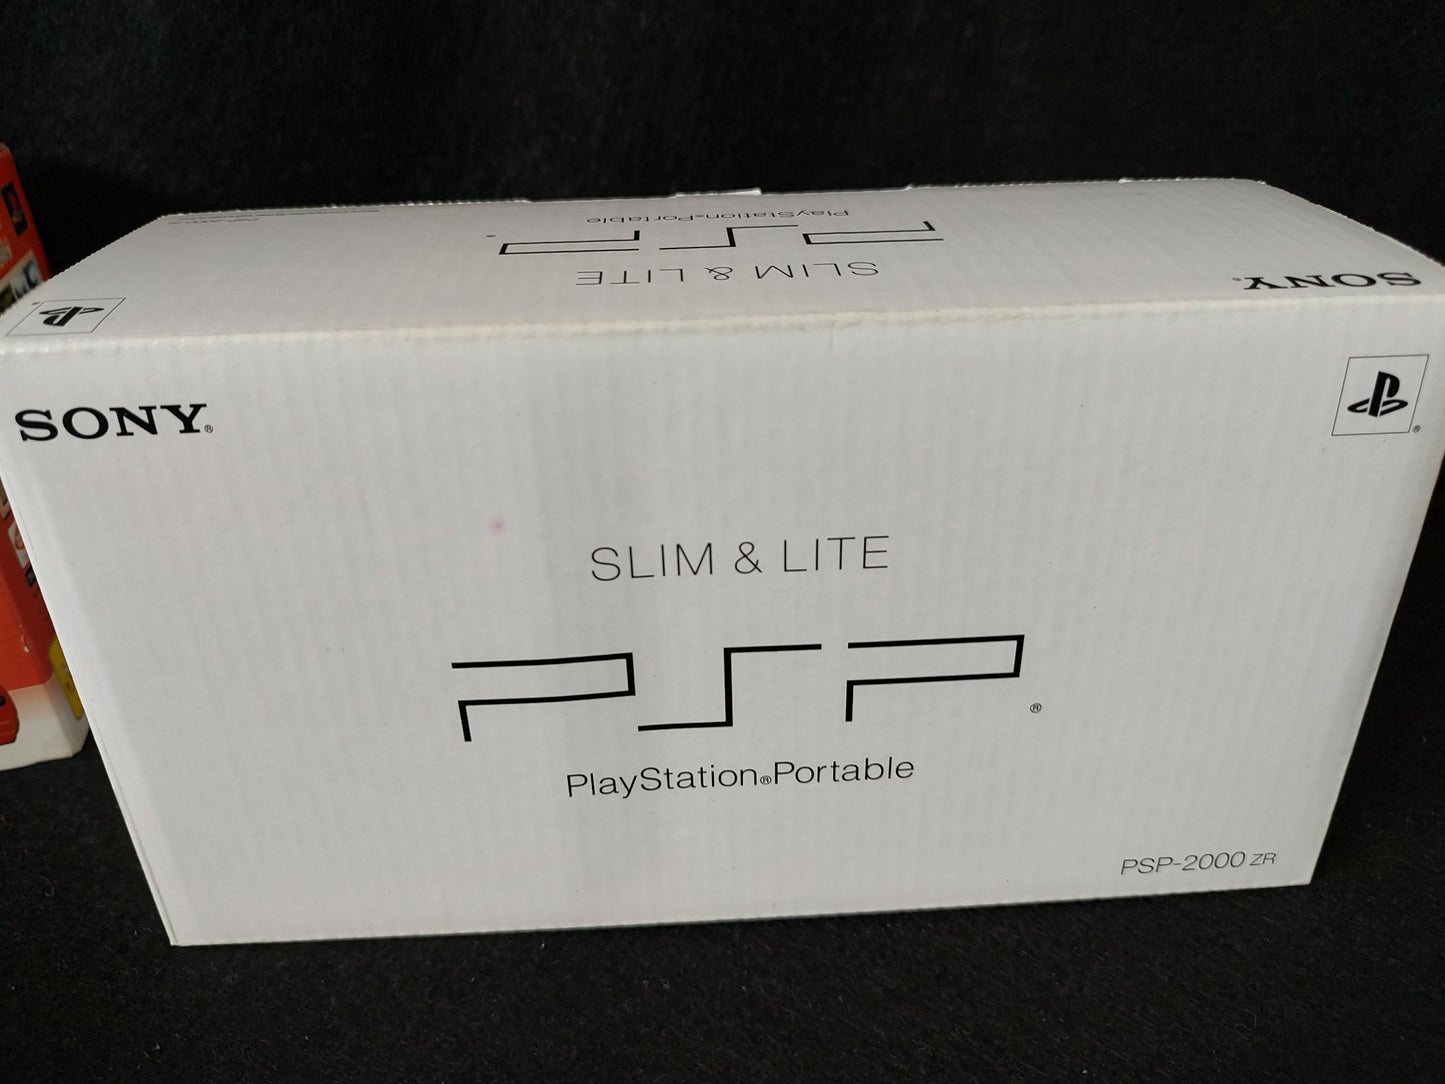 PlayStation®Portable
PSP®
SLIM & LITE
SONY®
SONY®
SLIM & LITE
PSP®
PlayStation®Portable
PSP-2000 ZR